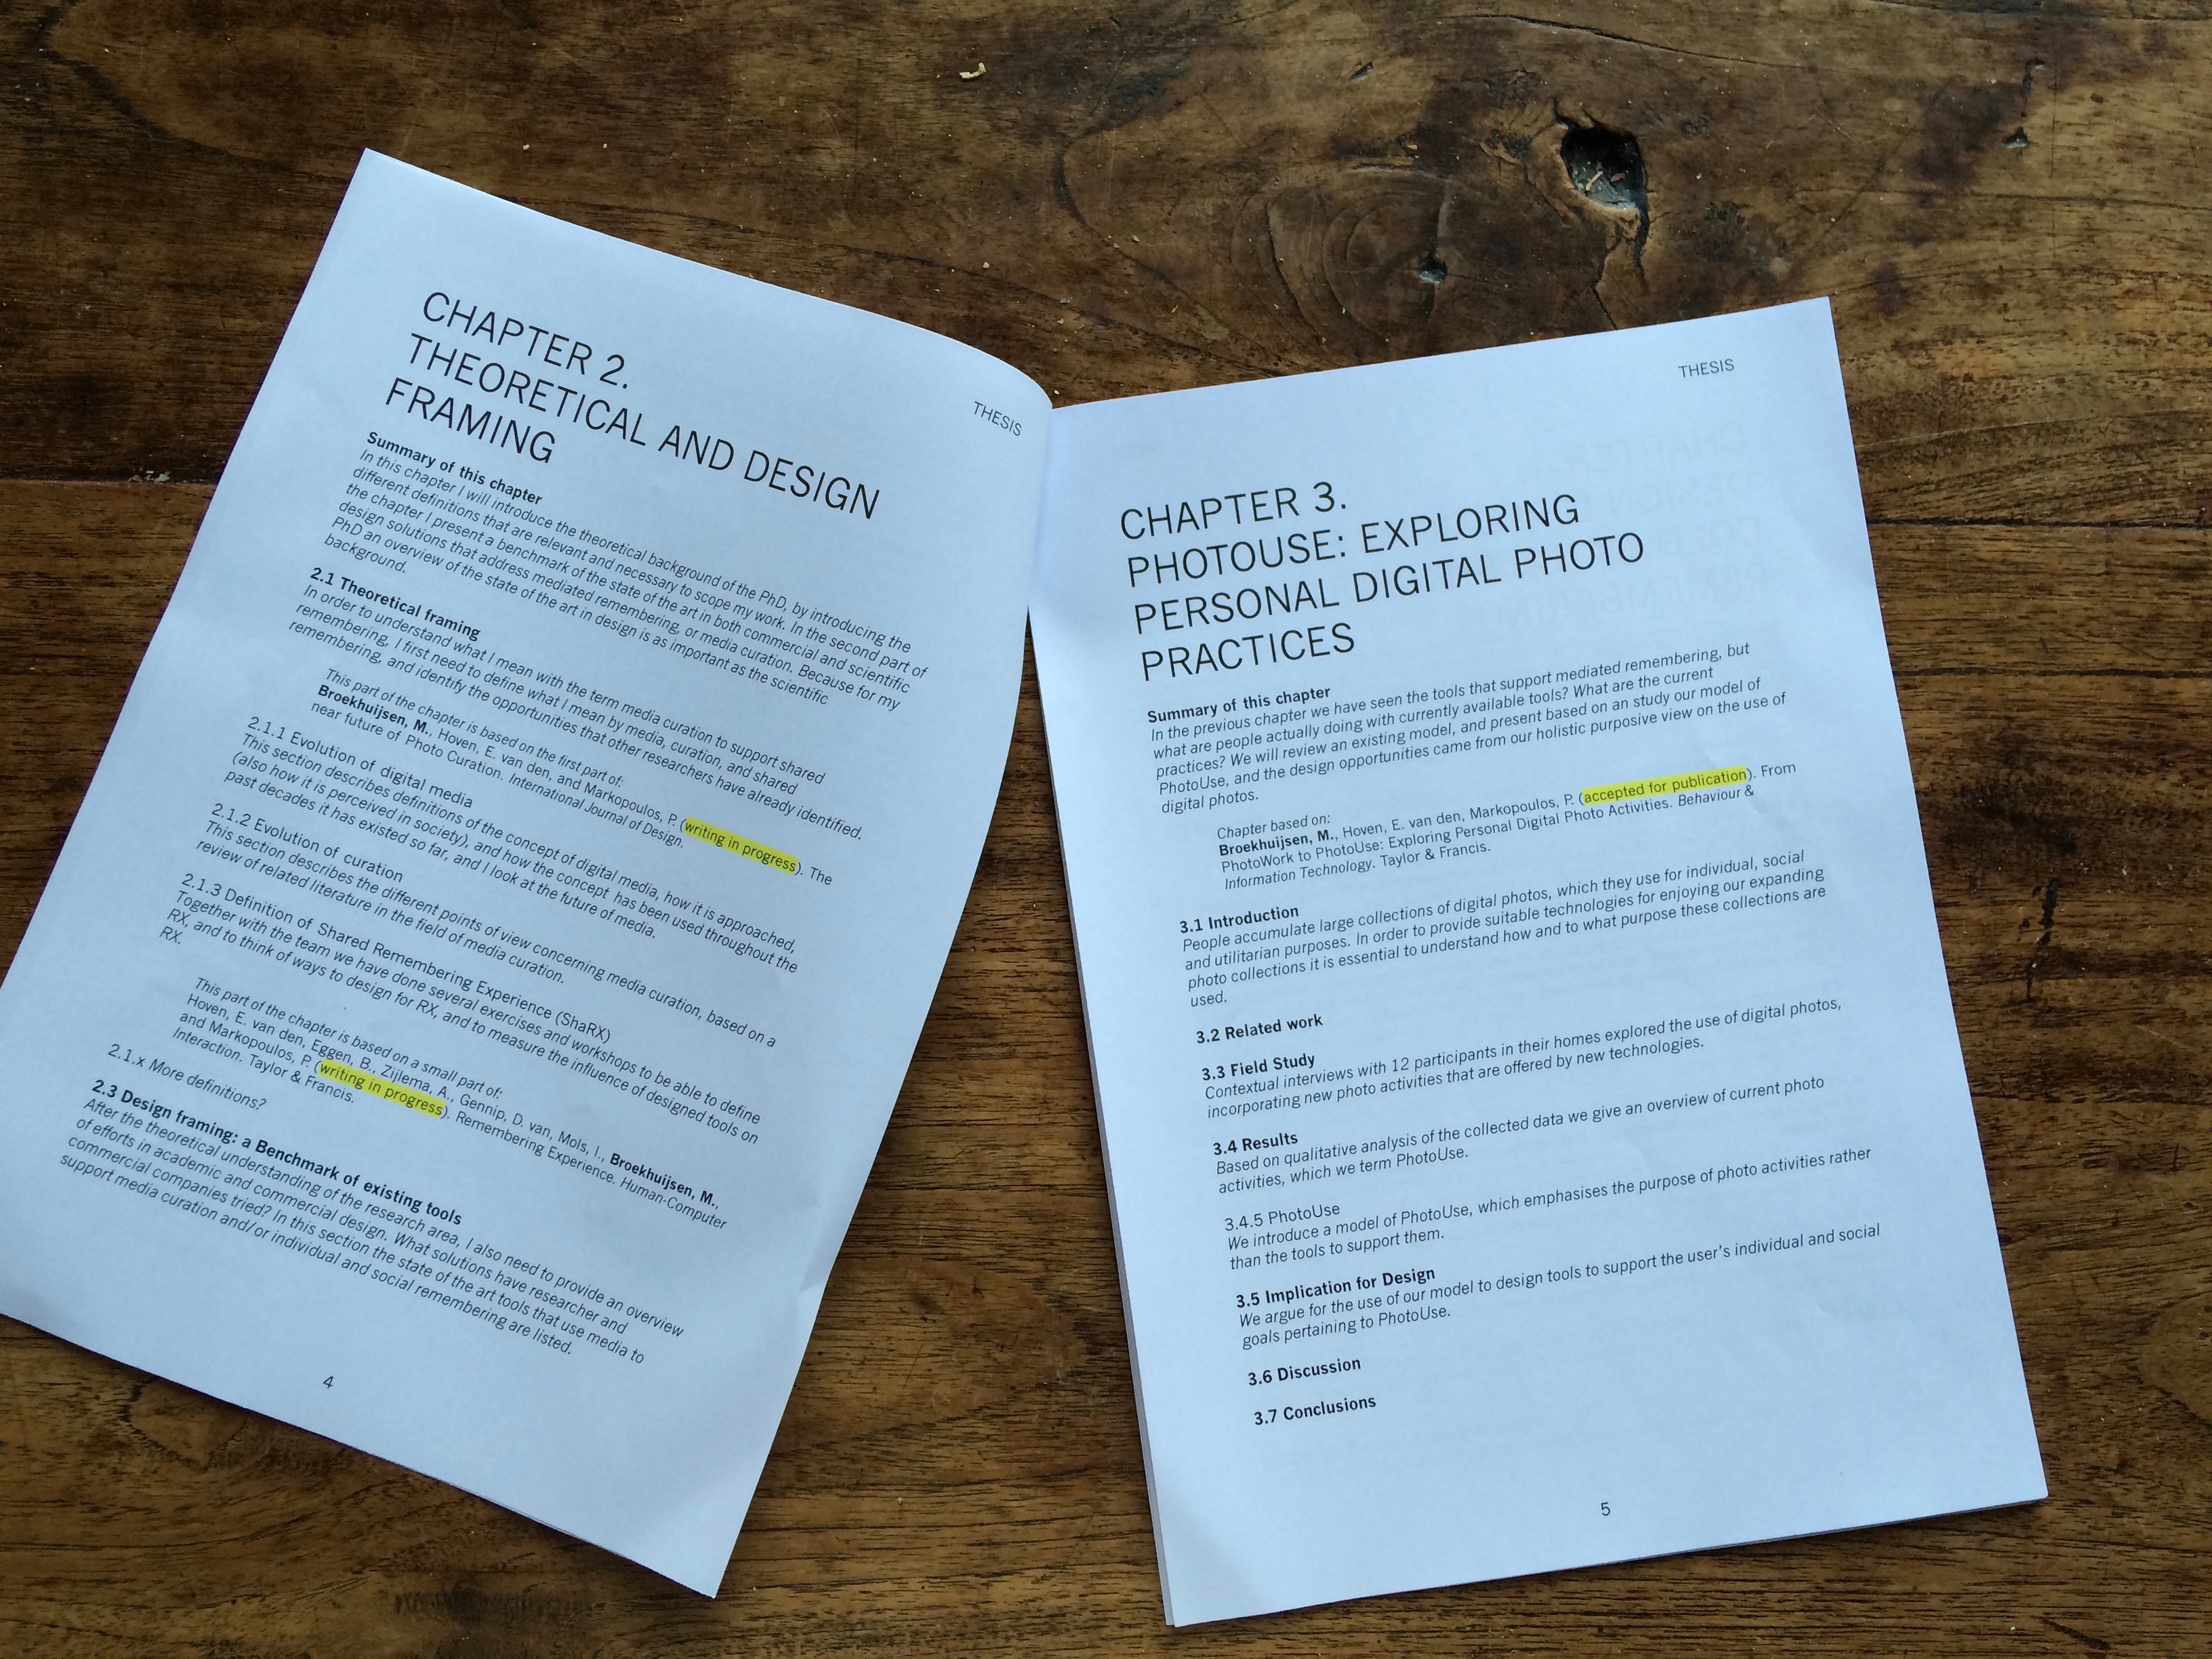 THESIS
CHAPTER 2.
THEORETICAL AND DESIGN
FRAMING
Summary of this chapter
In this chapter I will introduce the theoretical background of the PhD, by introducing the
different definitions that are relevant and necessary to scope my work. In the second part of
the chapter I present a benchmark of the state of the art in both commercial and scientific
design solutions that address mediated remembering, or media curation. Because for my
PhD an overview of the state of the art in design is as important as the scientific
background.
2.1 Theoretical framing
In order to understand what I mean with the term media curation to support shared
remembering, I first need to define what I mean by media, curation, and shared
remembering, and identify the opportunities that other researchers have already identified.
This part of the chapter is based on the first part of:
Broekhuijsen, M., Hoven, E. van den, and Markopoulos, P. (writing in progress). The
near future of Photo Curation. International Journal of Design.
2.1.1 Evolution of digital media
This section describes definitions of the concept of digital media, how it is approached,
(also how it is perceived in society), and how the concept has been used throughout the
past decades it has existed so far, and I look at the future of media.
2.1.2 Evolution of curation
This section describes the different points of view concerning media curation, based on a
review of related literature in the field of media curation.
2.1.3 Definition of Shared Remembering Experience (ShaRX)
Together with the team we have done several exercises and workshops to be able to define
RX, and to think of ways to design for RX, and to measure the influence of designed tools on
RX.
This part of the chapter is based on a small part of:
Hoven, E. van den, Eggen, B., Zijlema, A., Gennip, D. van, Mols, I., Broekhuijsen, M.,
and Markopoulos, P. (writing in progress). Remembering Experience. Human-Computer
Interaction. Taylor & Francis.
2.1.x More definitions?
2.3 Design framing: a Benchmark of existing tools
After the theoretical understanding of the research area, I also need to provide an overview
of efforts in academic and commercial design. What solutions have researcher and
commercial companies tried? In this section the state of the art tools that use media to
support media curation and/or individual and social remembering are listed.
4
THESIS
CHAPTER 3.
PHOTOUSE: EXPLORING
PERSONAL DIGITAL PHOTO
PRACTICES
Summary of this chapter
In the previous chapter we have seen the tools that support mediated remembering, but
what are people actually doing with currently available tools? What are the current
practices? We will review an existing model, and present based on an study our model of
PhotoUse, and the design opportunities came from our holistic purposive view on the use of
digital photos.
Chapter based on:
Broekhuijsen, M., Hoven, E. van den, Markopoulos, P. (accepted for publication). From
PhotoWork to PhotoUse: Exploring Personal Digital Photo Activities. Behaviour &
Information Technology. Taylor & Francis.
3.1 Introduction
People accumulate large collections of digital photos, which they use for individual, social
and utilitarian purposes. In order to provide suitable technologies for enjoying our expanding
photo collections it is essential to understand how and to what purpose these collections are
used.
3.2 Related work
3.3 Field Study
Contextual interviews with 12 participants in their homes explored the use of digital photos,
incorporating new photo activities that are offered by new technologies.
3.4 Results
Based on qualitative analysis of the collected data we give an overview of current photo
activities, which we term PhotoUse.
3.4.5 PhotoUse
We introduce a model of PhotoUse, which emphasises the purpose of photo activities rather
than the tools to support them.
3.5 Implication for Design
We argue for the use of our model to design tools to support the user's individual and social
goals pertaining to PhotoUse.
3.6 Discussion
3.7 Conclusions
5